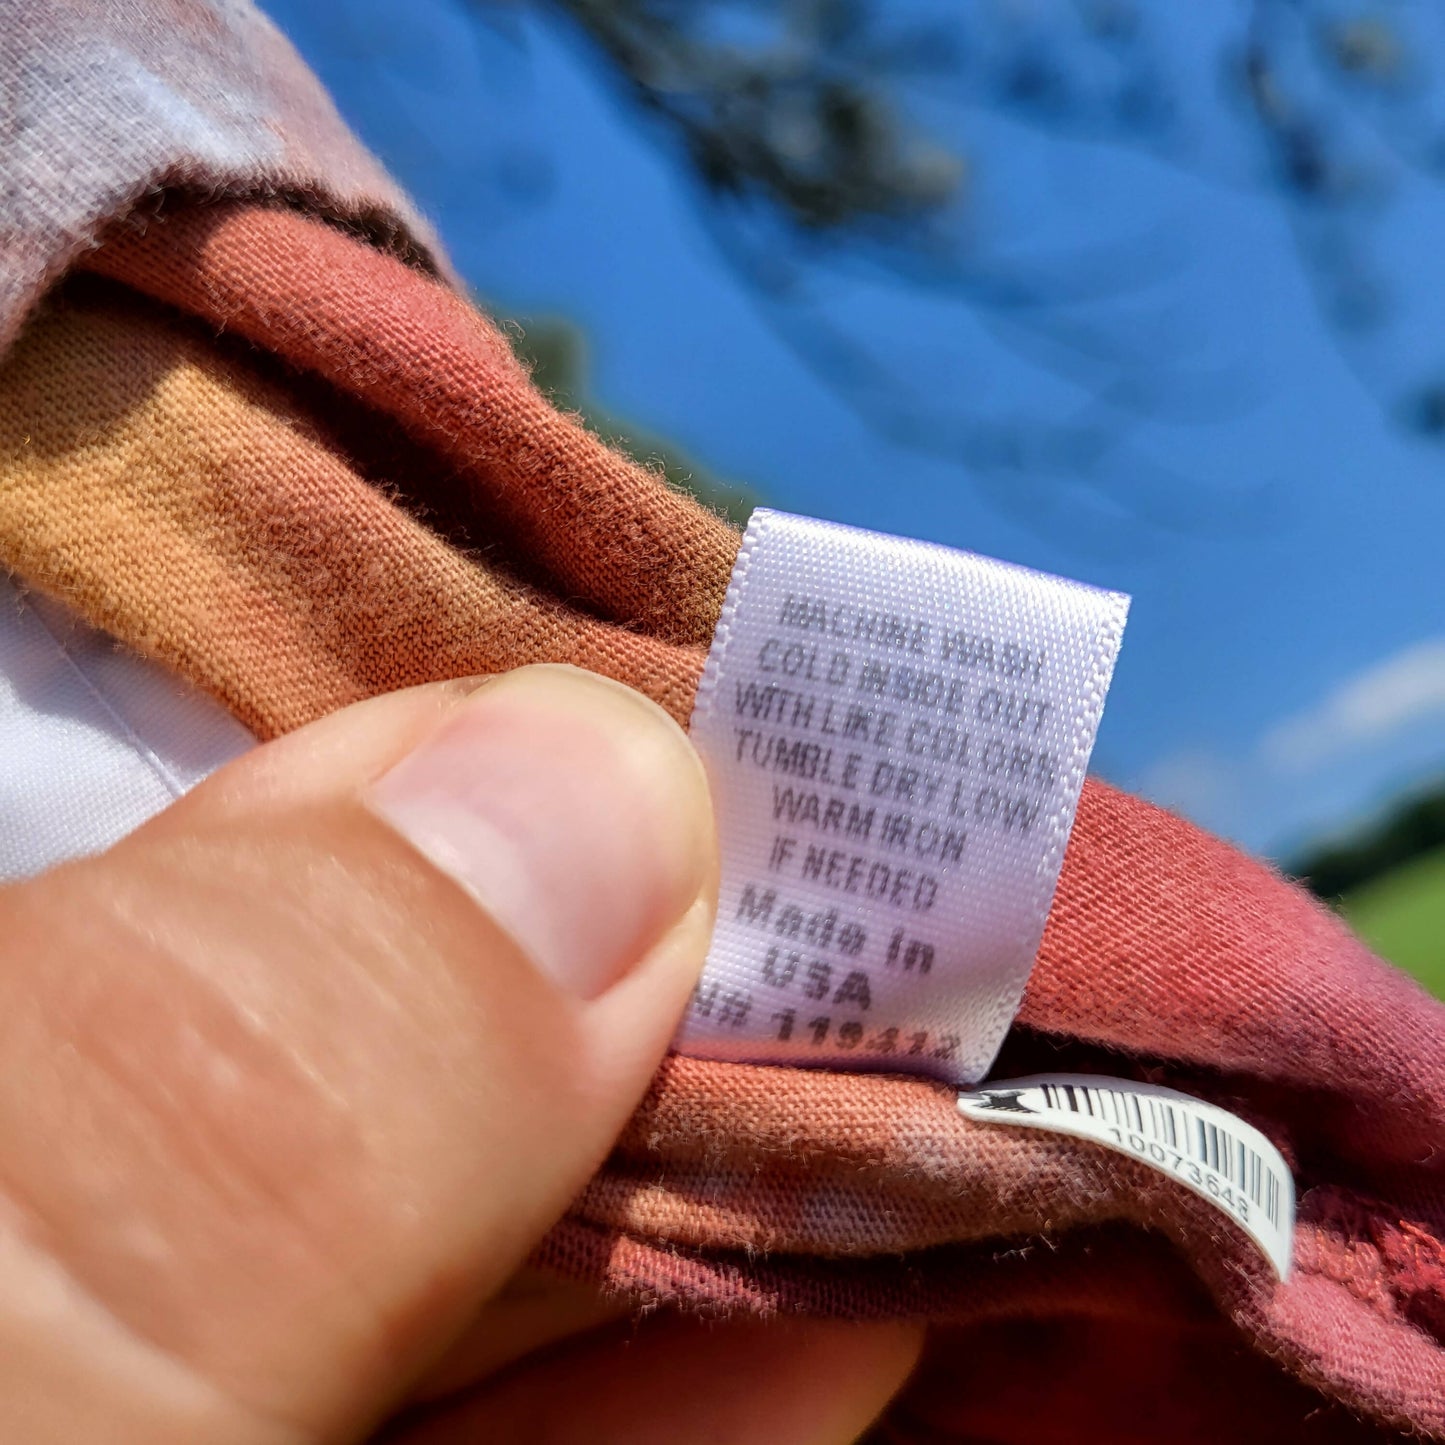 MACHINE WASH
COLD INSIDE OUT
WITH LIKE COLORS
TUMBLE DRY LOW
WARM IRON
IF NEEDED
Made in
USA
N# 119412
10073648